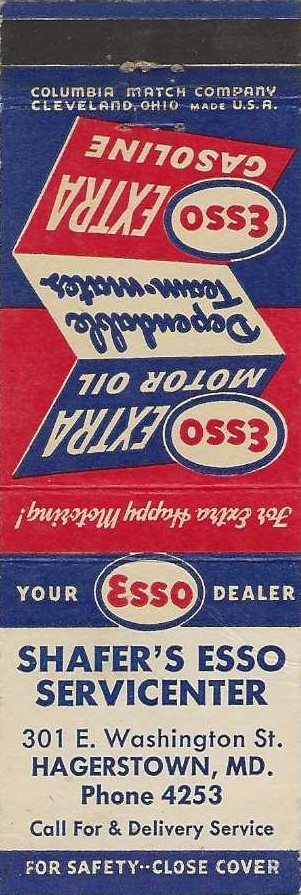 COLUMBIA MATCH COMPANY
CLEVELAND, OHIO MADE U.S.A.
For Extra Happy Motoring!
ESSO EXTRA
MOTOR OIL
Dependable
Team-mates
ESSO EXTRA
GASOLINE
YOUR Esso DEALER
SHAFER'S ESSO
SERVICENTER
301 E. Washington St.
HAGERSTOWN, MD.
Phone 4253
Call For & Delivery Service
FOR SAFETY--CLOSE COVER